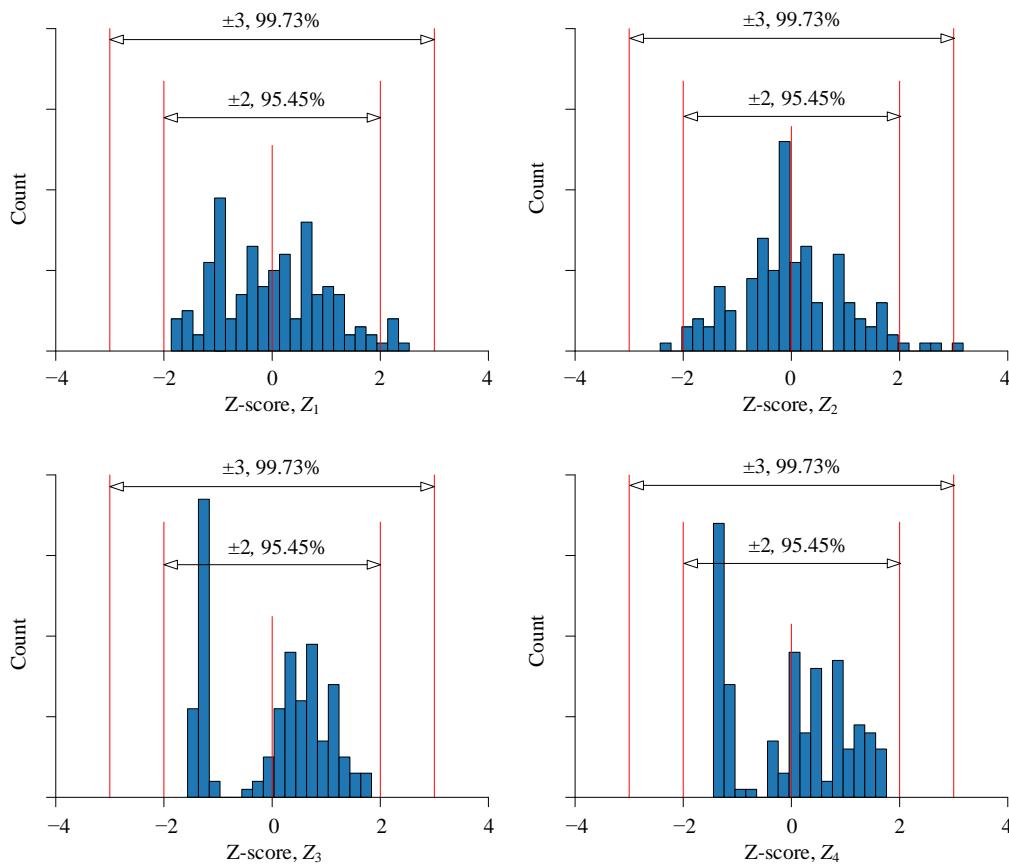 ±3, 99.73%
±2, 95.45%
Count
−4 −2 0 2 4
Z-score, Z1
±3, 99.73%
±2, 95.45%
Count
−4 −2 0 2 4
Z-score, Z2
±3, 99.73%
±2, 95.45%
Count
−4 −2 0 2 4
Z-score, Z3
±3, 99.73%
±2, 95.45%
Count
−4 −2 0 2 4
Z-score, Z4